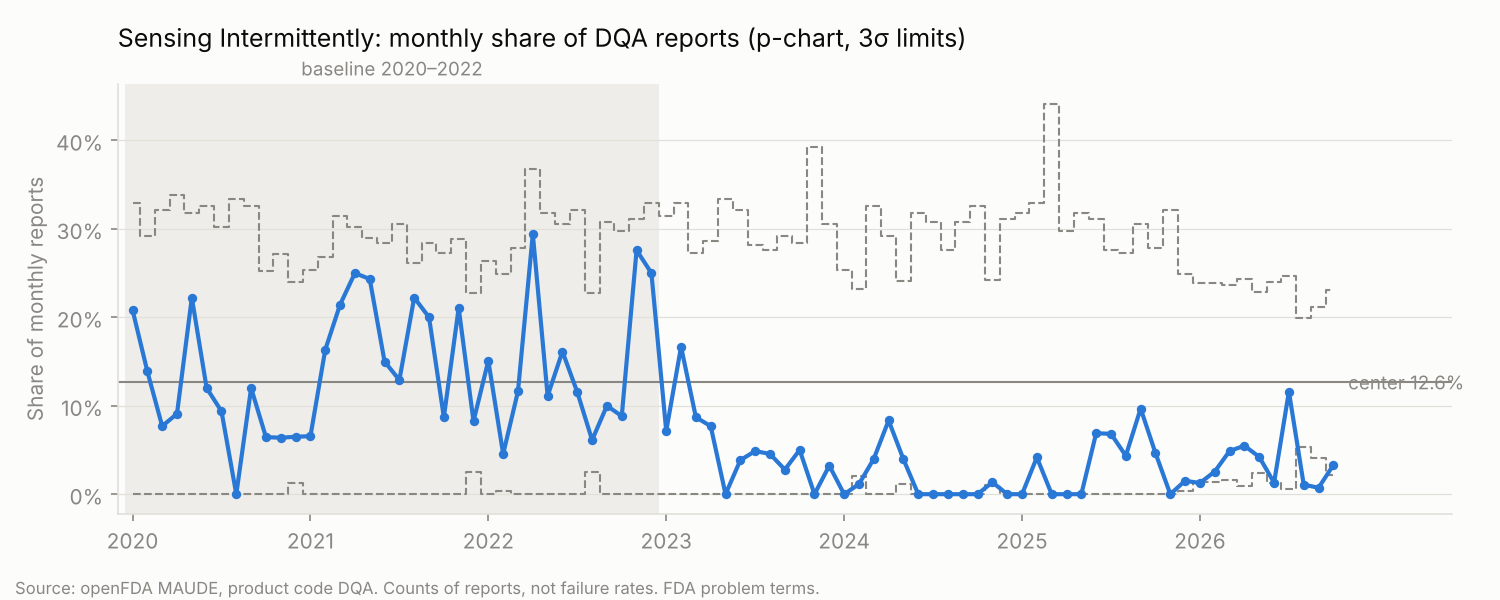 Sensing Intermittently: monthly share of DQA reports (p-chart, 3σ limits)
baseline 2020–2022
Share of monthly reports
40%
30%
20%
10%
0%
center 12.6%
2020 2021 2022 2023 2024 2025 2026
Source: openFDA MAUDE, product code DQA. Counts of reports, not failure rates. FDA problem terms.